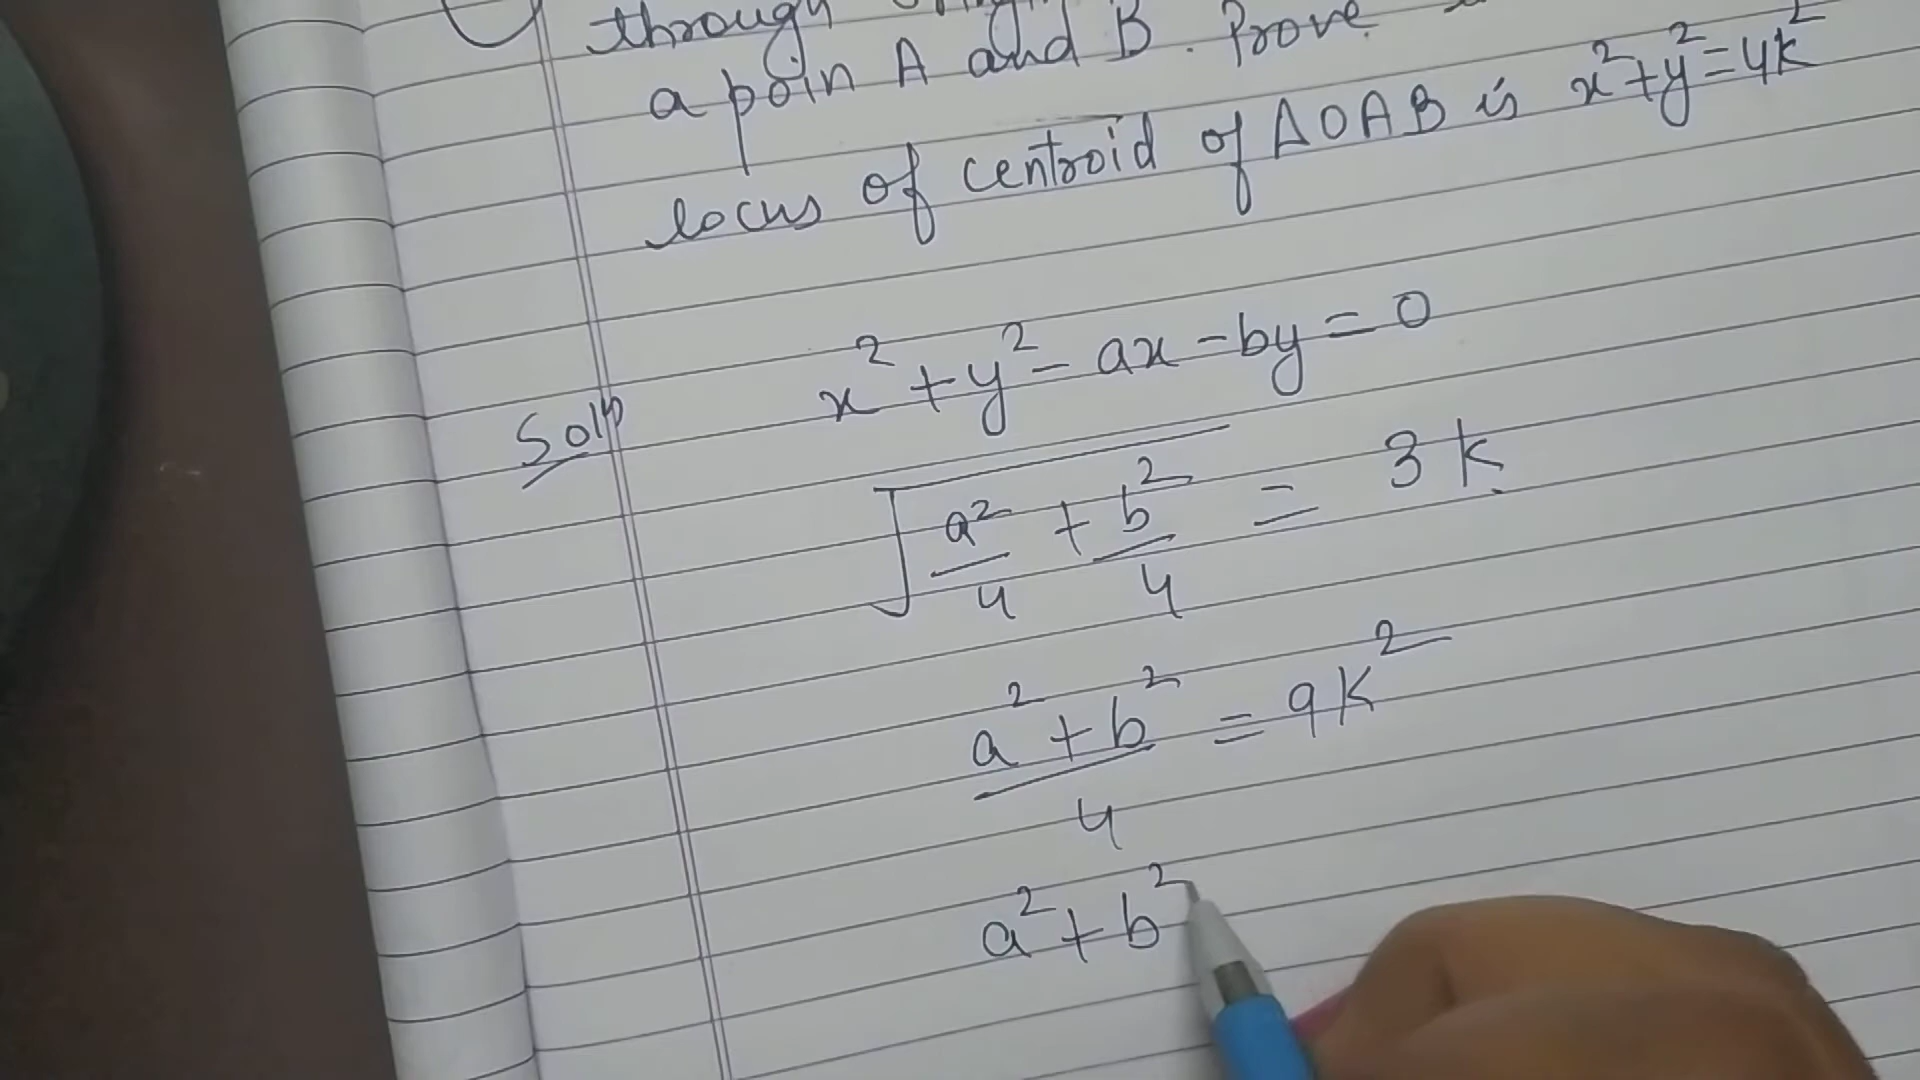 through
a poin A and B. Prove
locus of centroid of ΔOAB is x²+y²=4k²
Solⁿ x²+y²-ax-by=0
√(a²/4 + b²/4) = 3k
(a²+b²)/4 = 9k²
a²+b²